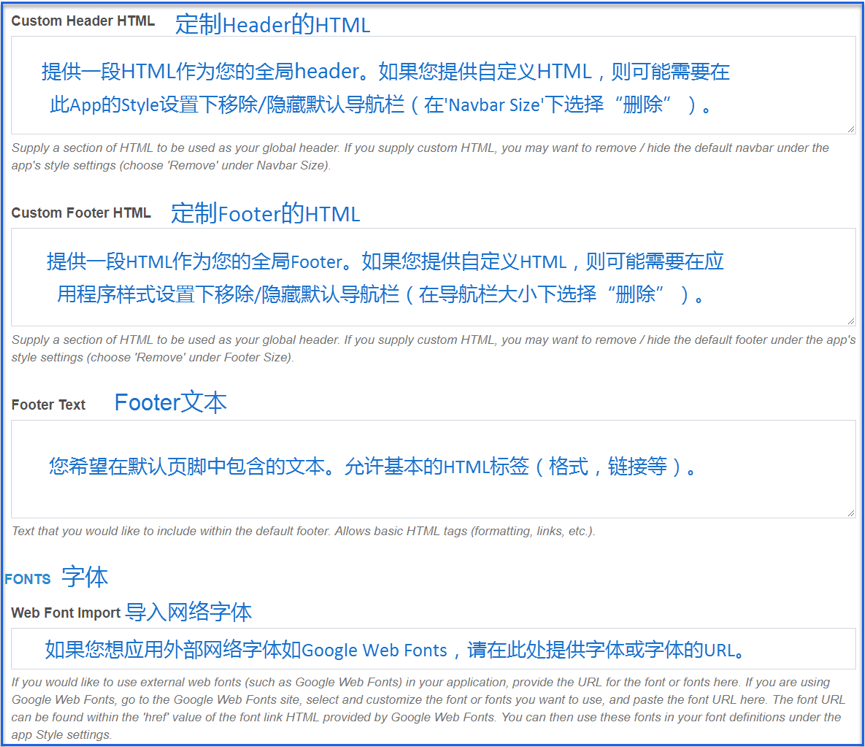 Custom Header HTML 定制Header的HTML
提供一段HTML作为您的全局header。如果您提供自定义HTML，则可能需要在
此App的Style设置下移除/隐藏默认导航栏（在'Navbar Size'下选择“删除”）。
Supply a section of HTML to be used as your global header. If you supply custom HTML, you may want to remove / hide the default navbar under the
app's style settings (choose 'Remove' under Navbar Size).
Custom Footer HTML 定制Footer的HTML
提供一段HTML作为您的全局Footer。如果您提供自定义HTML，则可能需要在应
用程序样式设置下移除/隐藏默认导航栏（在导航栏大小下选择“删除”）。
Supply a section of HTML to be used as your global header. If you supply custom HTML, you may want to remove / hide the default footer under the app's
style settings (choose 'Remove' under Footer Size).
Footer Text Footer文本
您希望在默认页脚中包含的文本。允许基本的HTML标签（格式，链接等）。
Text that you would like to include within the default footer. Allows basic HTML tags (formatting, links, etc.).
FONTS 字体
Web Font Import 导入网络字体
如果您想应用外部网络字体如Google Web Fonts，请在此处提供字体或字体的URL。
If you would like to use external web fonts (such as Google Web Fonts) in your application, provide the URL for the font or fonts here. If you are using
Google Web Fonts, go to the Google Web Fonts site, select and customize the font or fonts you want to use, and paste the font URL here. The font URL
can be found within the 'href' value of the font link HTML provided by Google Web Fonts. You can then use these fonts in your font definitions under the
app Style settings.